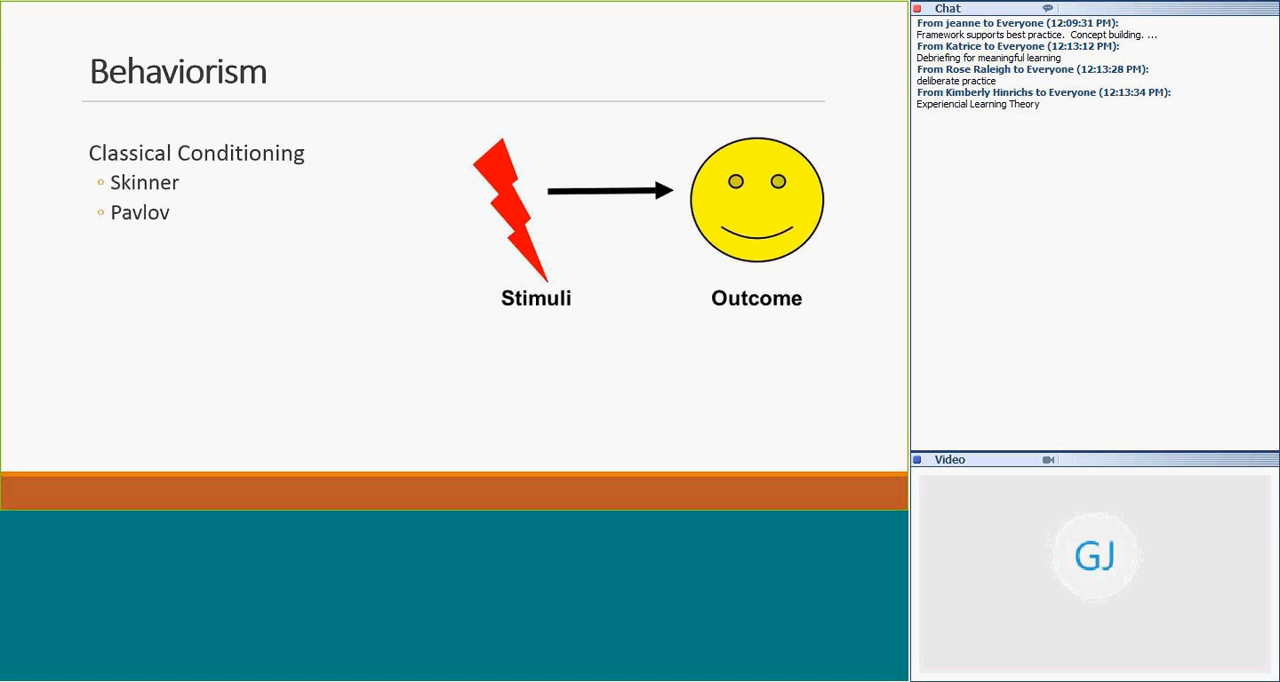 Behaviorism
Classical Conditioning
Skinner
Pavlov
Stimuli
Outcome
Chat
From jeanne to Everyone (12:09:31 PM):
Framework supports best practice.  Concept building. ...
From Katrice to Everyone (12:13:12 PM):
Debriefing for meaningful learning
From Rose Raleigh to Everyone (12:13:28 PM):
deliberate practice
From Kimberly Hinrichs to Everyone (12:13:34 PM):
Experiencial Learning Theory
Video
GJ